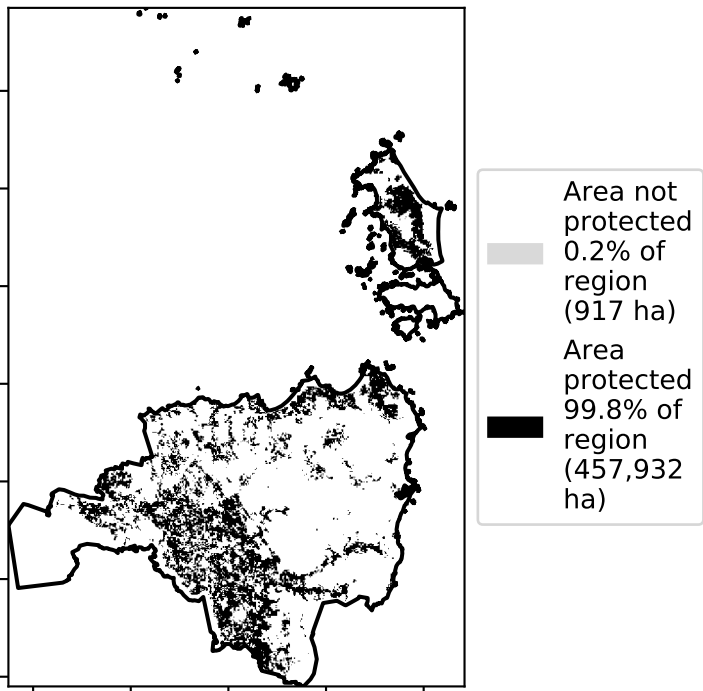 Area not
protected
0.2% of
region
(917 ha)
Area
protected
99.8% of
region
(457,932
ha)